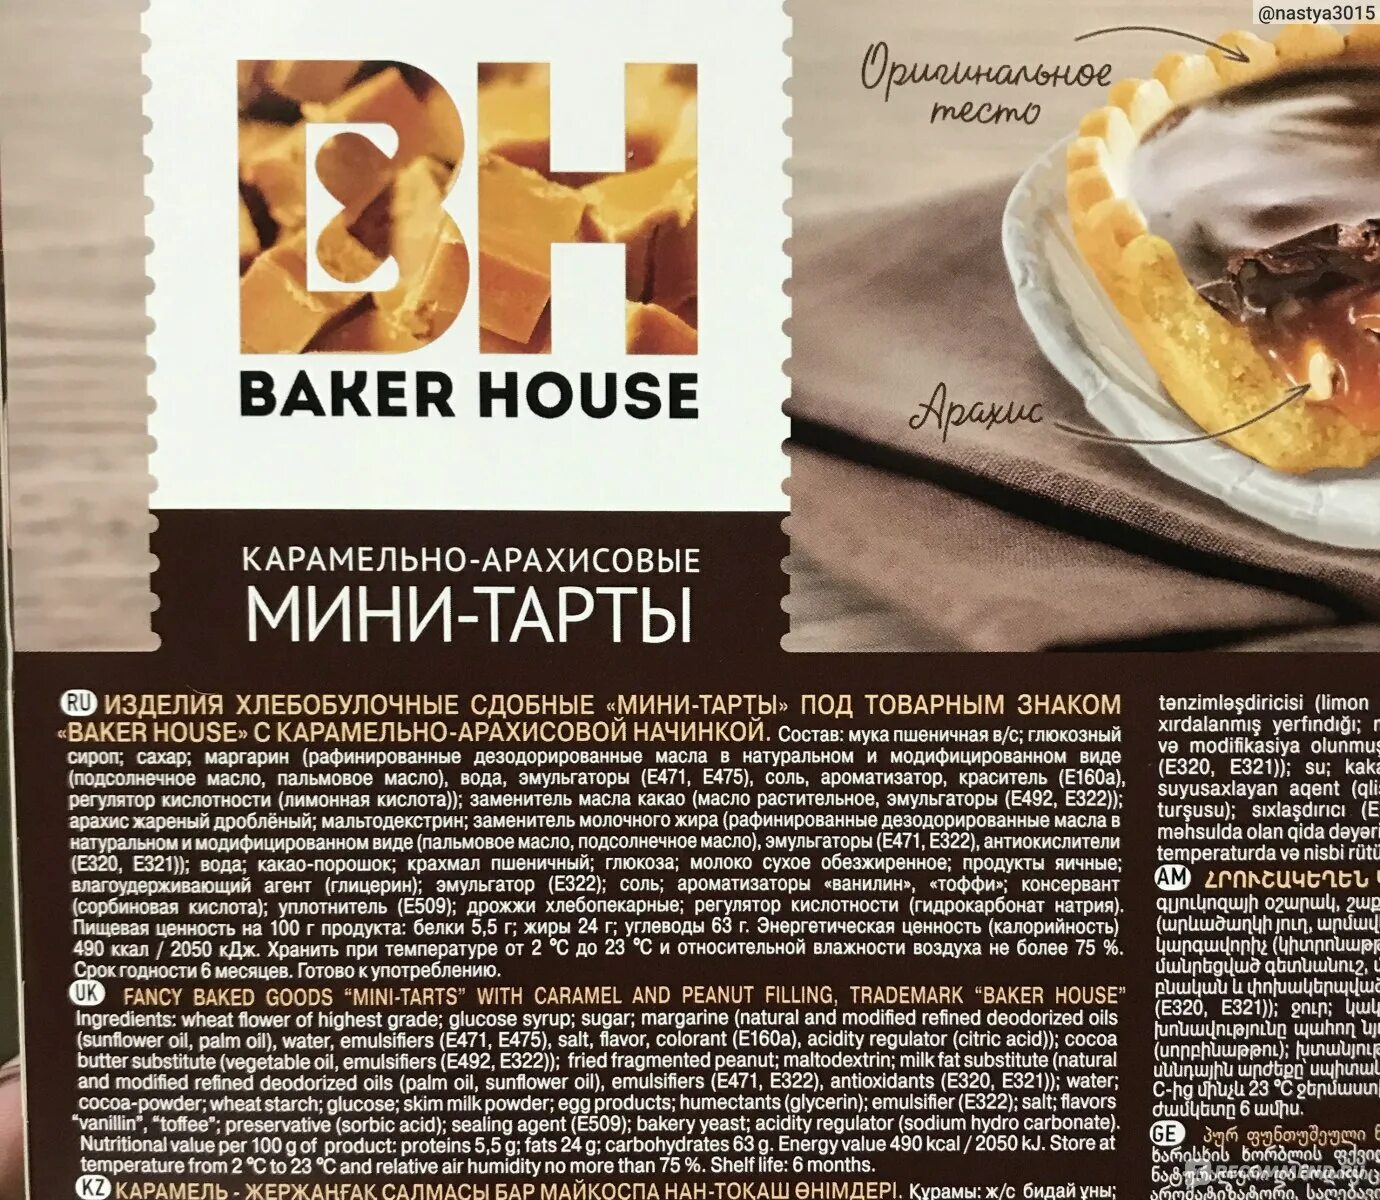 @nastya3015
Оригинальное
тесто
Арахис
BAKER HOUSE
КАРАМЕЛЬНО-АРАХИСОВЫЕ
МИНИ-ТАРТЫ
RU ИЗДЕЛИЯ ХЛЕБОБУЛОЧНЫЕ СДОБНЫЕ «МИНИ-ТАРТЫ» ПОД ТОВАРНЫМ ЗНАКОМ
«BAKER HOUSE» С КАРАМЕЛЬНО-АРАХИСОВОЙ НАЧИНКОЙ. Состав: мука пшеничная в/с; глюкозный
сироп; сахар; маргарин (рафинированные дезодорированные масла в натуральном и модифицированном виде
(подсолнечное масло, пальмовое масло), вода, эмульгаторы (Е471, Е475), соль, ароматизатор, краситель (Е160а),
регулятор кислотности (лимонная кислота)); заменитель масла какао (масло растительное, эмульгаторы (Е492, Е322));
арахис жареный дроблёный; мальтодекстрин; заменитель молочного жира (рафинированные дезодорированные масла в
натуральном и модифицированном виде (пальмовое масло, подсолнечное масло), эмульгаторы (Е471, Е322), антиокислители
(Е320, Е321)); вода; какао-порошок; крахмал пшеничный; глюкоза; молоко сухое обезжиренное; продукты яичные;
влагоудерживающий агент (глицерин); эмульгатор (Е322); соль; ароматизаторы «ванилин», «тоффи»; консервант
(сорбиновая кислота); уплотнитель (Е509); дрожжи хлебопекарные; регулятор кислотности (гидрокарбонат натрия).
Пищевая ценность на 100 г продукта: белки 5,5 г; жиры 24 г; углеводы 63 г. Энергетическая ценность (калорийность)
490 ккал / 2050 кДж. Хранить при температуре от 2 °С до 23 °С и относительной влажности воздуха не более 75 %.
Срок годности 6 месяцев. Готово к употреблению.
UK FANCY BAKED GOODS “MINI-TARTS” WITH CARAMEL AND PEANUT FILLING, TRADEMARK “BAKER HOUSE”
Ingredients: wheat flower of highest grade; glucose syrup; sugar; margarine (natural and modified refined deodorized oils
(sunflower oil, palm oil), water, emulsifiers (E471, E475), salt, flavor, colorant (E160a), acidity regulator (citric acid)); cocoa
butter substitute (vegetable oil, emulsifiers (E492, E322)); fried fragmented peanut; maltodextrin; milk fat substitute (natural
and modified refined deodorized oils (palm oil, sunflower oil), emulsifiers (E471, E322), antioxidants (E320, E321)); water;
cocoa-powder; wheat starch; glucose; skim milk powder; egg products; humectants (glycerin); emulsifier (E322); salt; flavors
“vanillin”, “toffee”; preservative (sorbic acid); sealing agent (E509); bakery yeast; acidity regulator (sodium hydro carbonate).
Nutritional value per 100 g of product: proteins 5,5 g; fats 24 g; carbohydrates 63 g. Energy value 490 kcal / 2050 kJ. Store at
temperature from 2 °C to 23 °C and relative air humidity no more than 75 %. Shelf life: 6 months.
KZ КАРАМЕЛЬ - ЖЕРЖАҢҒАҚ САЛМАСЫ БАР МАЙҚОСПА НАН-ТОҚАШ ӨНІМДЕРІ. Құрамы: ж/с бидай ұны;
tənzimləşdiricisi (limon
xırdalanmış yerfındığı;
və modifikasiya olunmuş
(E320, E321)); su;
suyusaxlayan aqent
turşusu); sıxlaşdırıcı
məhsulda olan qida
temperaturda və nisbi
AM ՀՐՈՒՇԱԿԵՂԵՆ
գլյուկոզայի օշարակ,
մանրեցված գետնանուշ,
(E320, E321)); ջուր;
C-ից մինչև 23 °C
ժամկետը 6 ամիս.
GE
IRECOMMEND.RU